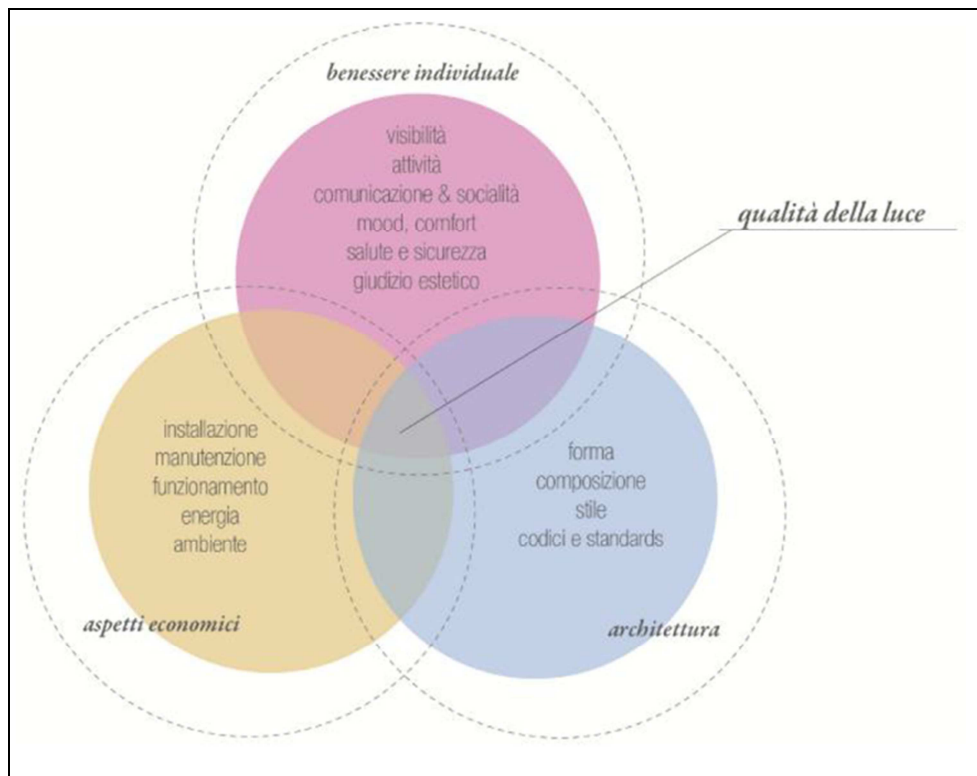 benessere individuale
visibilità
attività
comunicazione & socialità
mood, comfort
salute e sicurezza
giudizio estetico
qualità della luce
installazione
manutenzione
funzionamento
energia
ambiente
aspetti economici
forma
composizione
stile
codici e standards
architettura